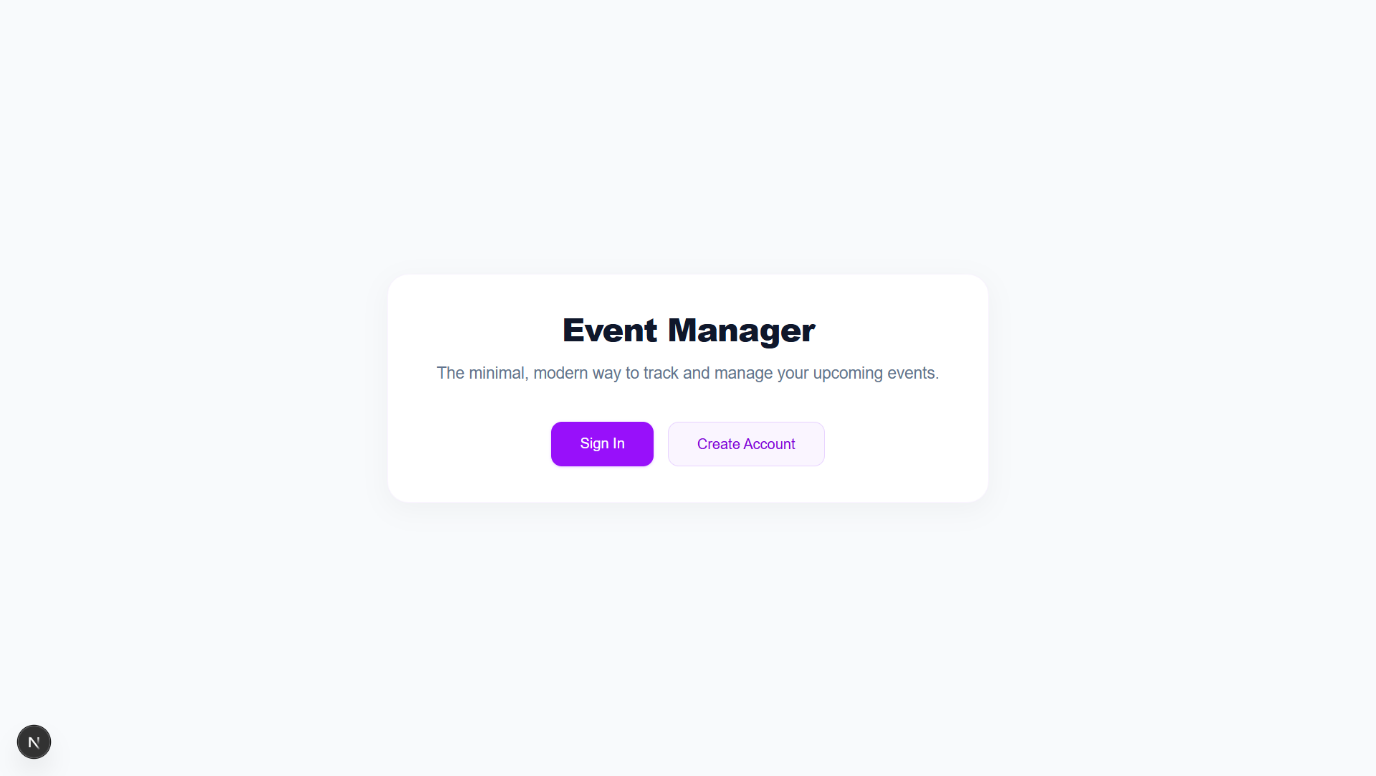 Event Manager
The minimal, modern way to track and manage your upcoming events.
Sign In
Create Account
N